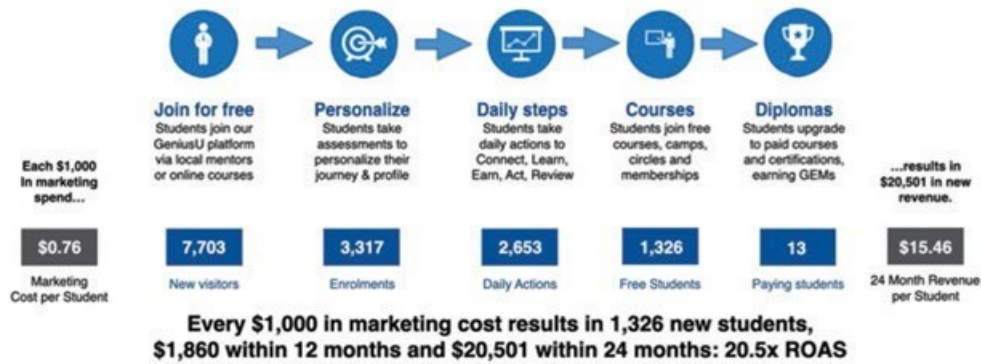 Join for free
Students join our
GeniusU platform
via local mentors
or online courses
Personalize
Students take
assessments to
personalize their
journey & profile
Daily steps
Students take
daily actions to
Connect, Learn,
Earn, Act, Review
Courses
Students join free
courses, camps,
circles and
memberships
Diplomas
Students upgrade
to paid courses
and certifications,
earning GEMs
Each $1,000
In marketing
spend...
...results in
$20,501 in new
revenue.
$0.76
Marketing
Cost per Student
7,703
New visitors
3,317
Enrolments
2,653
Daily Actions
1,326
Free Students
13
Paying students
$15.46
24 Month Revenue
per Student
Every $1,000 in marketing cost results in 1,326 new students,
$1,860 within 12 months and $20,501 within 24 months: 20.5x ROAS